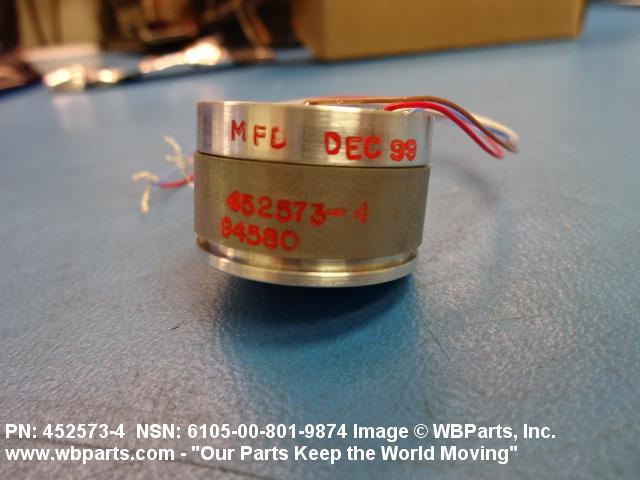 MFD DEC 99
452573-4
94580
PN: 452573-4 NSN: 6105-00-801-9874 Image © WBParts, Inc.
www.wbparts.com - "Our Parts Keep the World Moving"